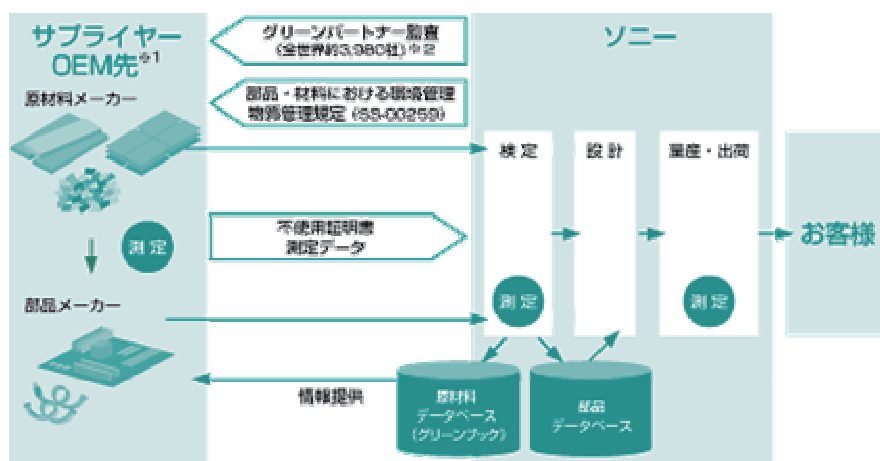 サプライヤー
OEM先※1
原材料メーカー
測定
部品メーカー
グリーンパートナー監査
(全世界約3,980社)※2
部品・材料における環境管理
物質管理規定 (SS-00259)
不使用証明書
測定データ
情報提供
ソニー
検定
測定
設計
量産・出荷
測定
原材料
データベース
(グリーンブック)
部品
データベース
お客様